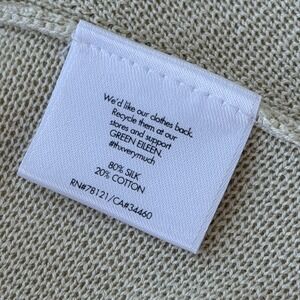 We'd like our clothes back.
Recycle them at our
stores and support
GREEN EILEEN.
#thxverymuch
80% SILK
20% COTTON
RN#78121/CA#34460